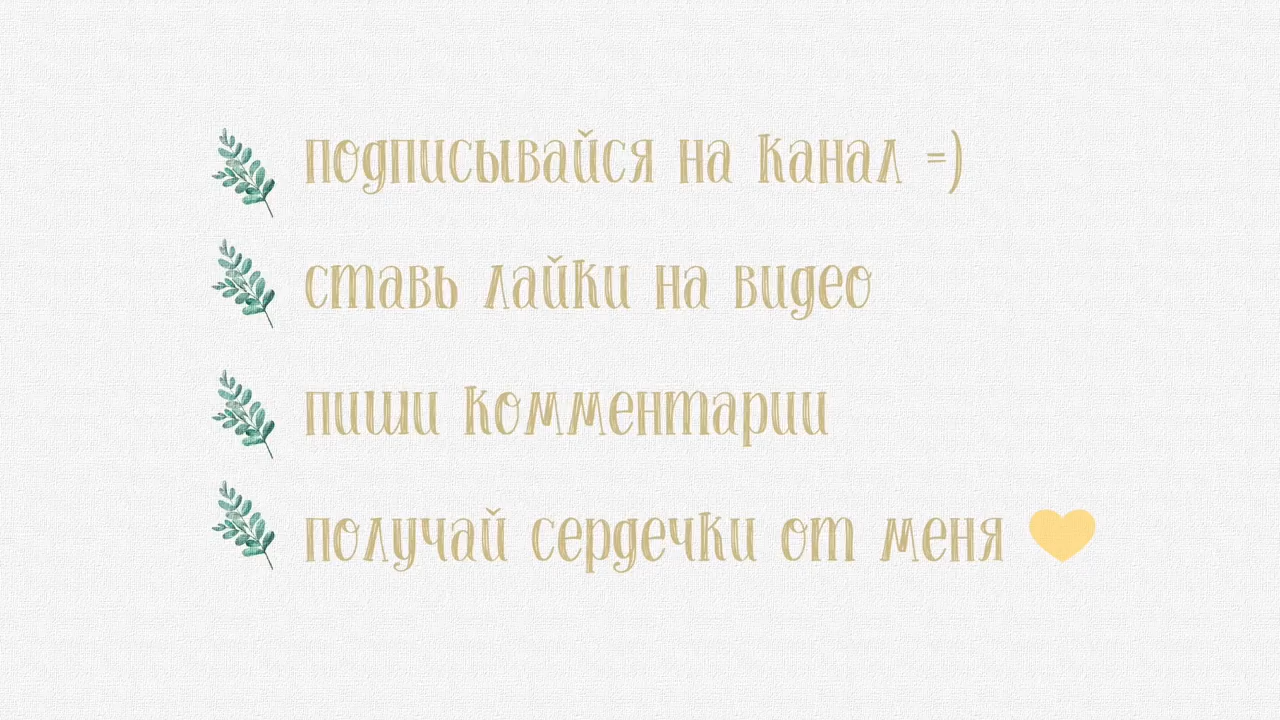 подписывайся на канал =)
ставь лайки на видео
пиши комментарии
получай сердечки от меня